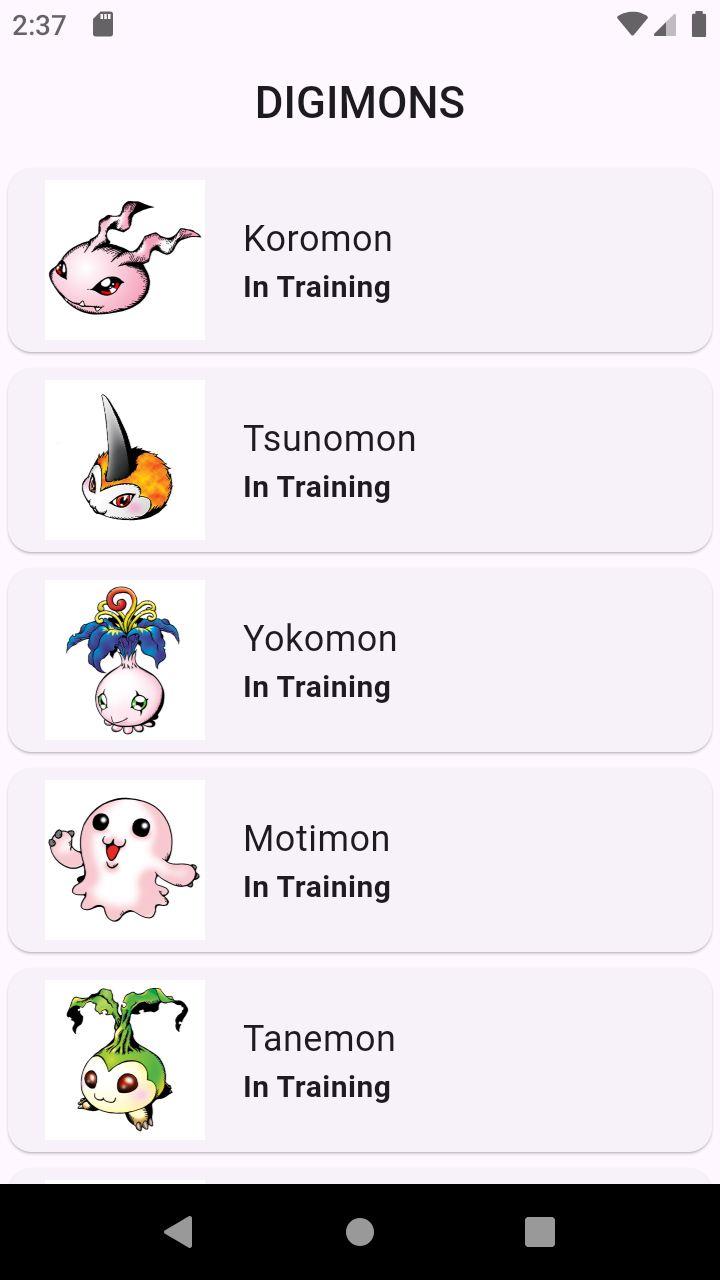 2:37
DIGIMONS
Koromon
In Training
Tsunomon
In Training
Yokomon
In Training
Motimon
In Training
Tanemon
In Training